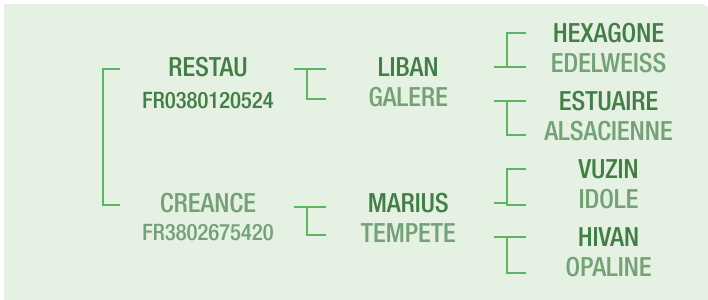 RESTAU
FR0380120524
CREANCE
FR3802675420
LIBAN
GALERE
MARIUS
TEMPETE
HEXAGONE
EDELWEISS
ESTUAIRE
ALSACIENNE
VUZIN
IDOLE
HIVAN
OPALINE